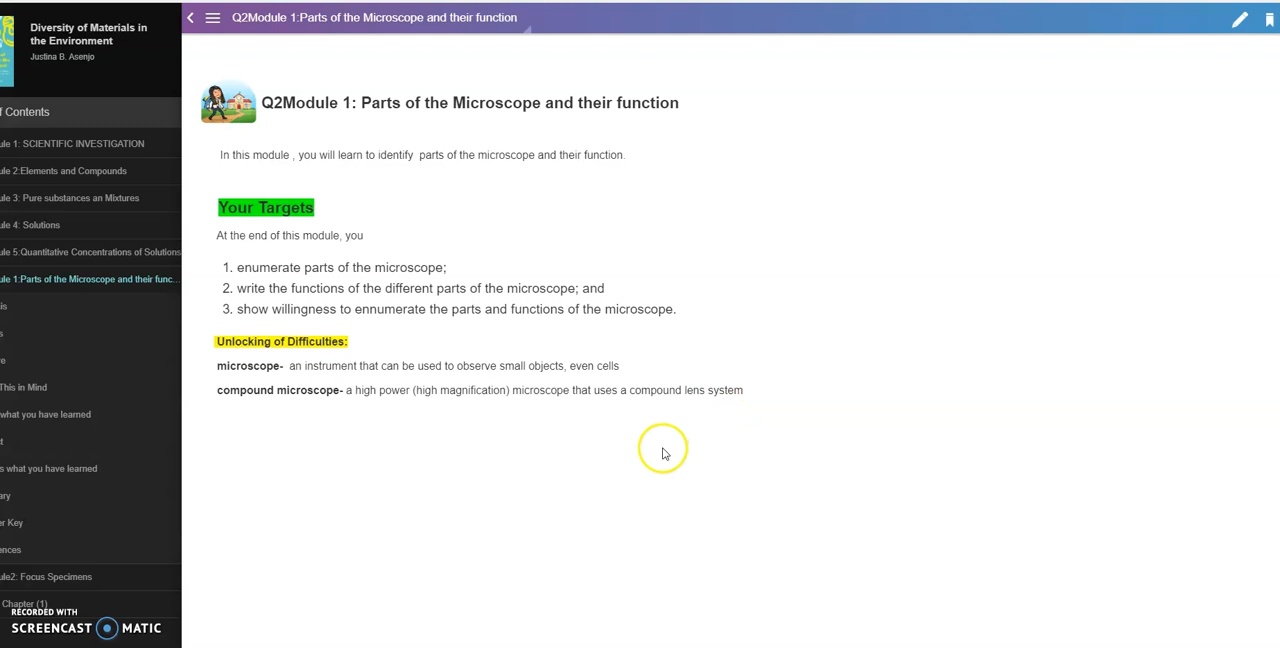 Diversity of Materials in
the Environment
Justina B. Asenjo
f Contents
ule 1: SCIENTIFIC INVESTIGATION
ule 2:Elements and Compounds
ule 3: Pure substances an Mixtures
ule 4: Solutions
ule 5:Quantitative Concentrations of Solutions
ule 1:Parts of the Microscope and their func...
is
s
re
This in Mind
what you have learned
t
s what you have learned
ary
er Key
ences
ule2: Focus Specimens
Chapter (1)
RECORDED WITH
SCREENCAST MATIC
Q2Module 1:Parts of the Microscope and their function
Q2Module 1: Parts of the Microscope and their function
In this module , you will learn to identify parts of the microscope and their function.
Your Targets
At the end of this module, you
1. enumerate parts of the microscope;
2. write the functions of the different parts of the microscope; and
3. show willingness to ennumerate the parts and functions of the microscope.
Unlocking of Difficulties:
microscope- an instrument that can be used to observe small objects, even cells
compound microscope- a high power (high magnification) microscope that uses a compound lens system